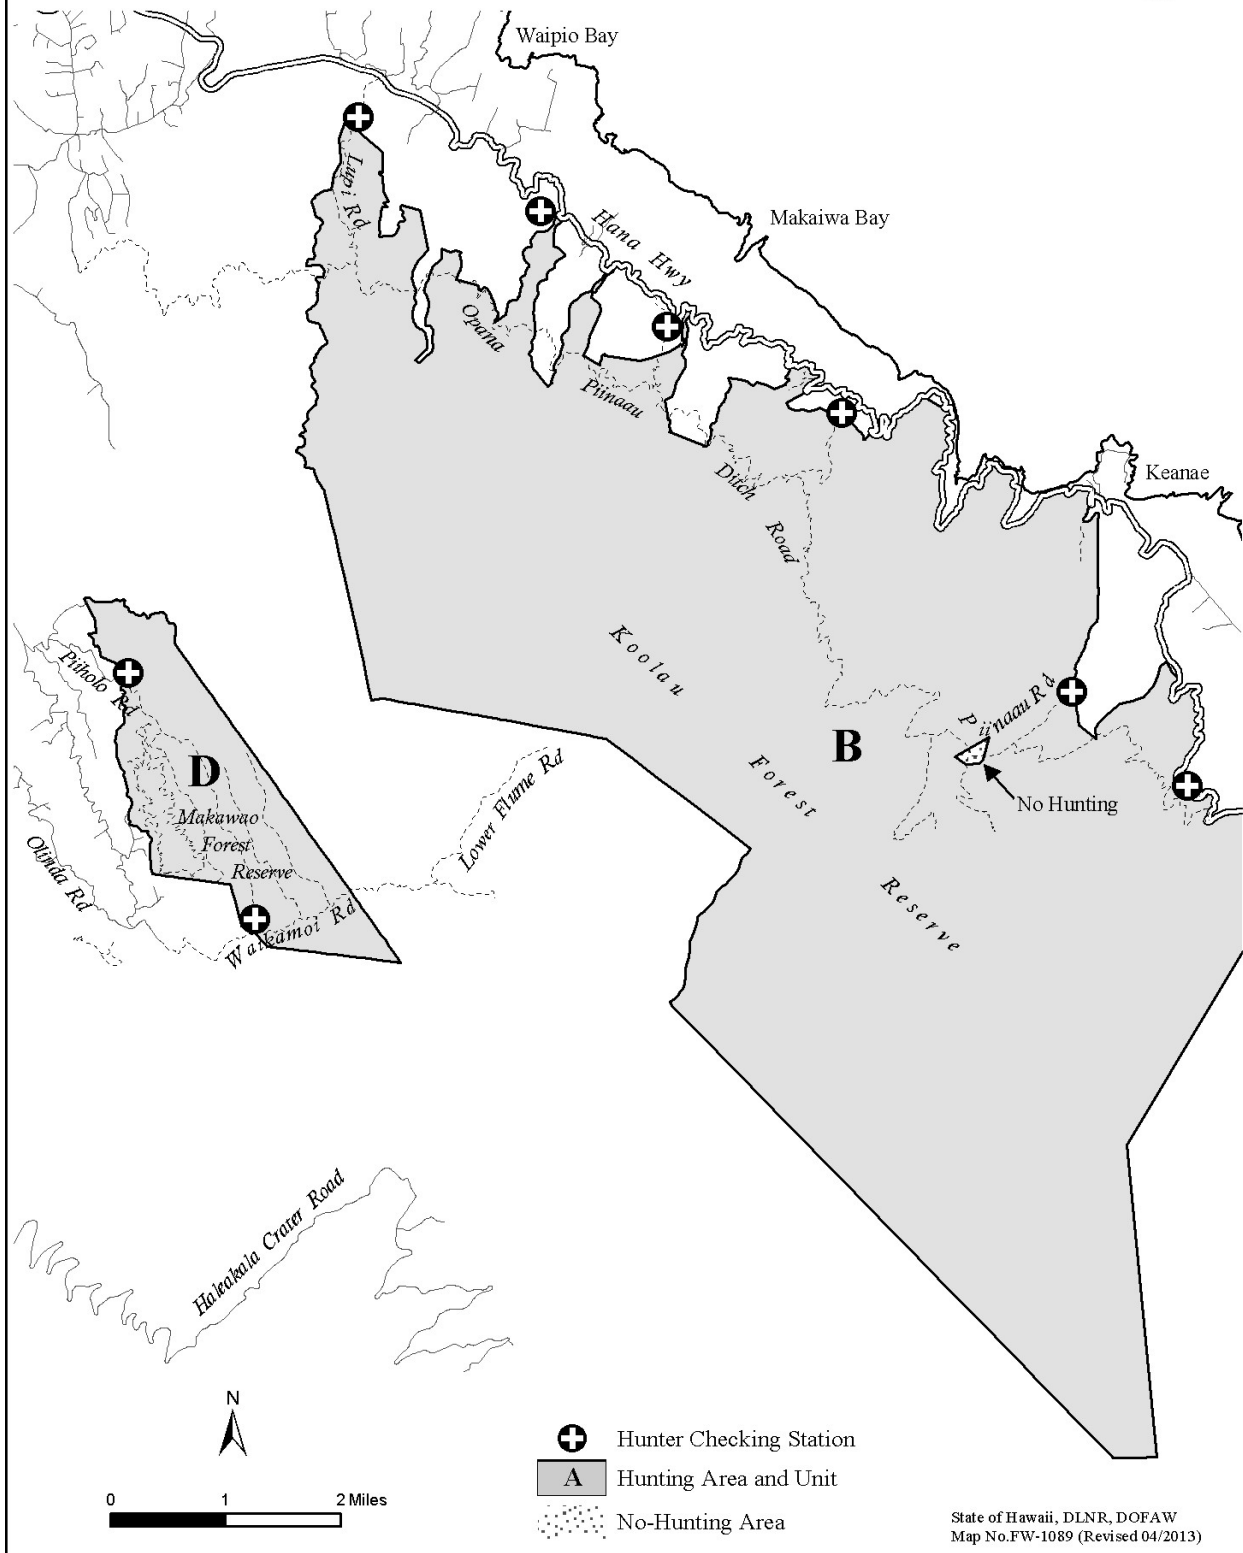 Waipio Bay
Makaiwa Bay
Lupi Rd
Hana Hwy
Opana
Piinaau
Ditch
Road
Keanae
Koolau
Forest
Reserve
B
Piinaau Rd
No Hunting
Piiholo Rd
D
Makawao
Forest
Reserve
Olinda Rd
Waikamoi Rd
Lower Flume Rd
Haleakala Crater Road
N
0 1 2 Miles
Hunter Checking Station
A Hunting Area and Unit
No-Hunting Area
State of Hawaii, DLNR, DOFAW
Map No.FW-1089 (Revised 04/2013)